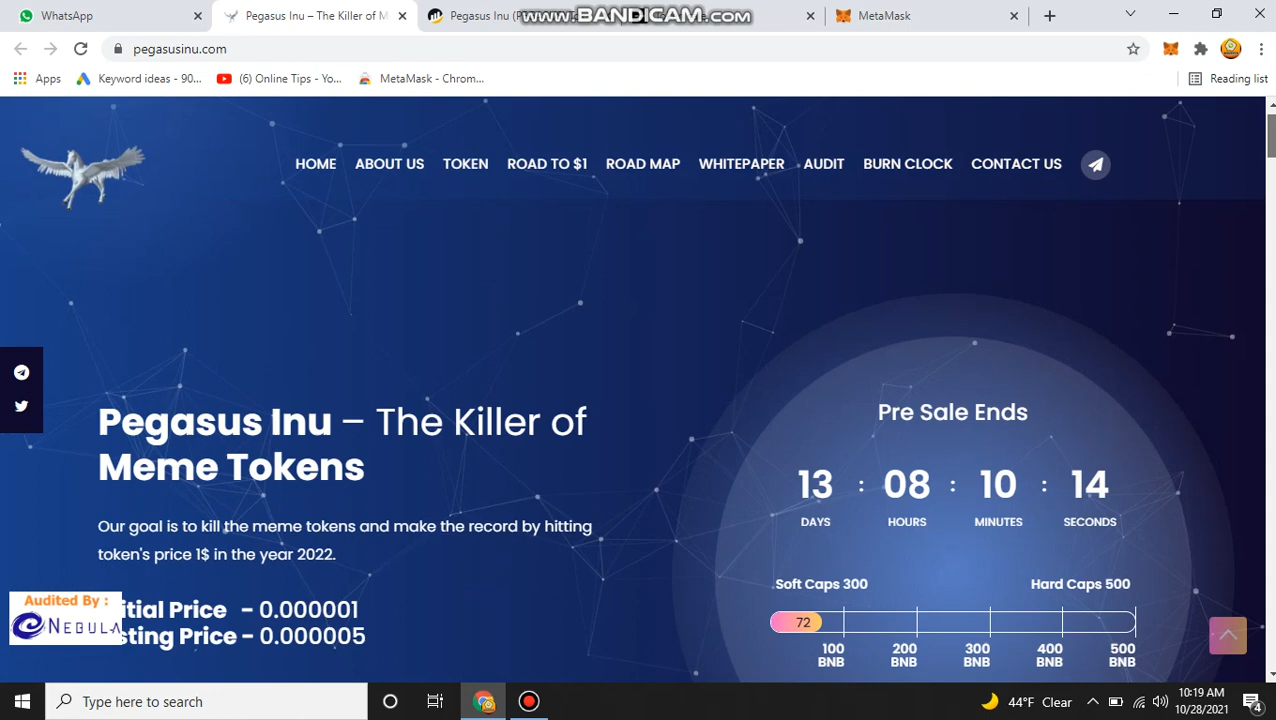 WhatsApp
Pegasus Inu – The Killer of M
Pegasus Inu (P
www.BANDICAM.com
MetaMask
pegasusinu.com
Apps
Keyword ideas - 90...
(6) Online Tips - Yo...
MetaMask - Chrom...
Reading list
HOME
ABOUT US
TOKEN
ROAD TO $1
ROAD MAP
WHITEPAPER
AUDIT
BURN CLOCK
CONTACT US
Pegasus Inu – The Killer of
Meme Tokens
Our goal is to kill the meme tokens and make the record by hitting
token's price 1$ in the year 2022.
itial Price - 0.000001
sting Price - 0.000005
Audited By :
NEBULA
Pre Sale Ends
13 : 08 : 10 : 14
DAYS HOURS MINUTES SECONDS
Soft Caps 300
Hard Caps 500
72
100 200 300 400 500
BNB BNB BNB BNB BNB
Type here to search
44°F Clear
10:19 AM
10/28/2021
4